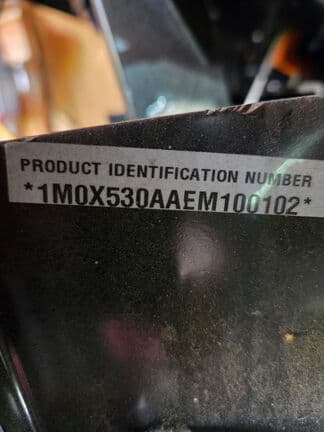 PRODUCT IDENTIFICATION NUMBER
*1M0X530AAEM100102*